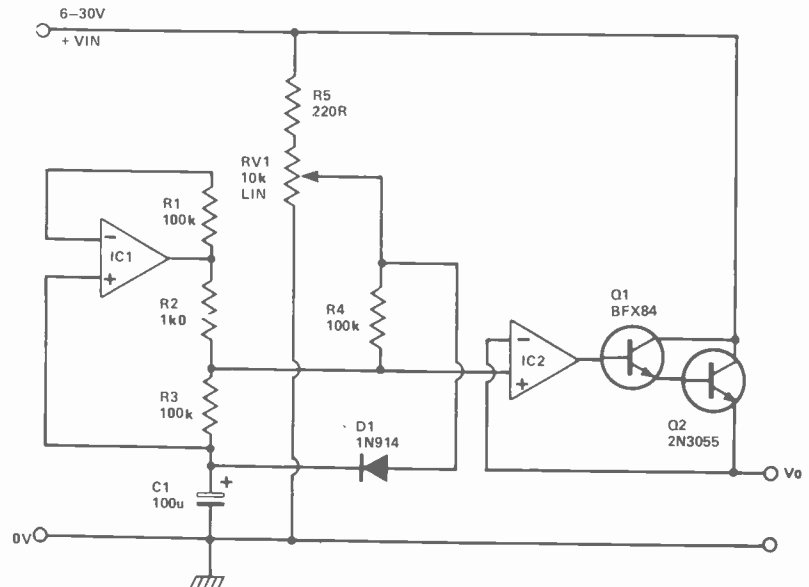 6–30V
+ VIN
R5
220R
RV1
10k
LIN
R1
100k
−
IC1
+
R2
1k0
R4
100k
Q1
BFX84
−
IC2
+
R3
100k
D1
1N914
Q2
2N3055
C1
100u
+
Vo
0V